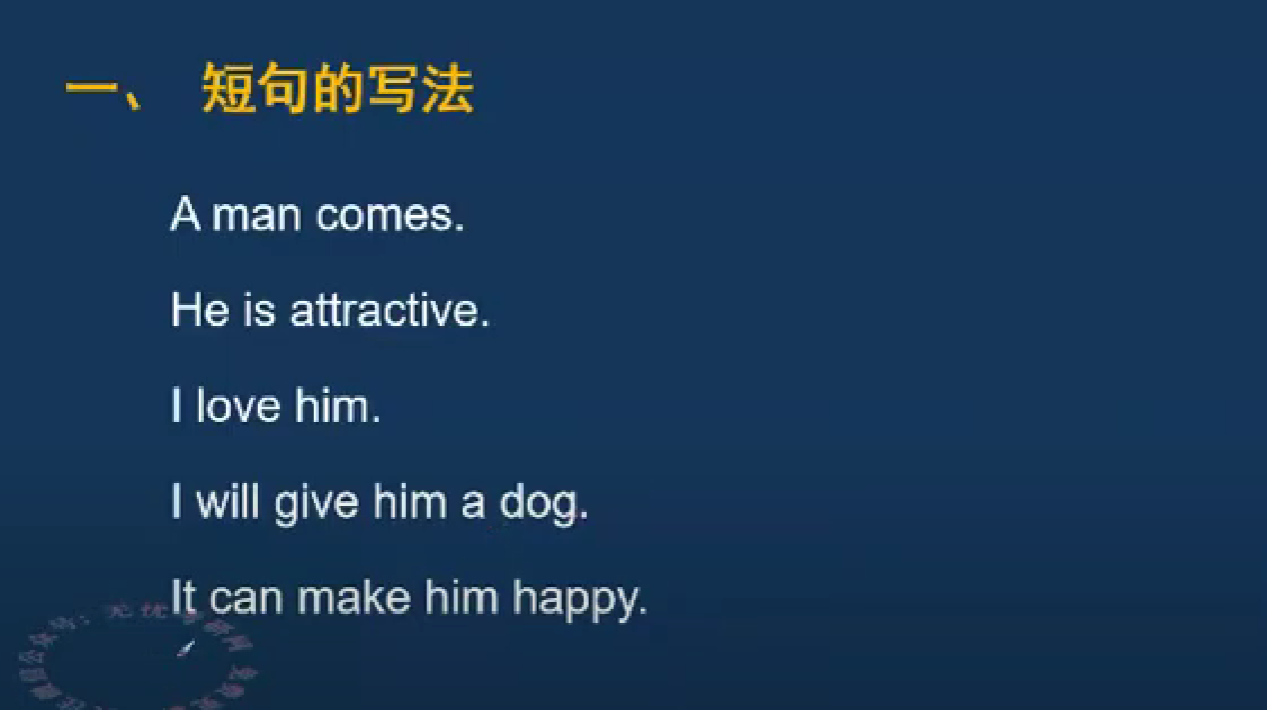 一、 短句的写法
A man comes.
He is attractive.
I love him.
I will give him a dog.
It can make him happy.